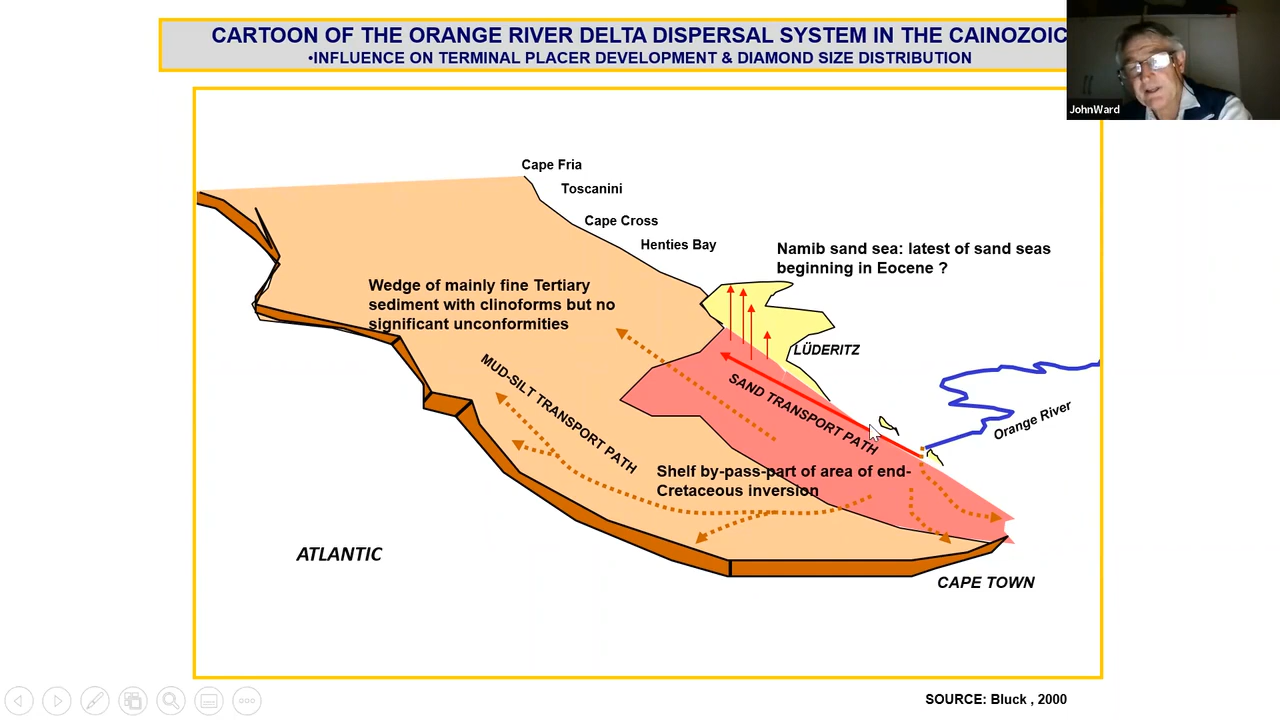 CARTOON OF THE ORANGE RIVER DELTA DISPERSAL SYSTEM IN THE CAINOZOIC
•INFLUENCE ON TERMINAL PLACER DEVELOPMENT & DIAMOND SIZE DISTRIBUTION
JohnWard
Cape Fria
Toscanini
Cape Cross
Henties Bay
Namib sand sea: latest of sand seas
beginning in Eocene ?
Wedge of mainly fine Tertiary
sediment with clinoforms but no
significant unconformities
LÜDERITZ
MUD-SILT TRANSPORT PATH
SAND TRANSPORT PATH
Orange River
Shelf by-pass-part of area of end-
Cretaceous inversion
ATLANTIC
CAPE TOWN
SOURCE: Bluck , 2000